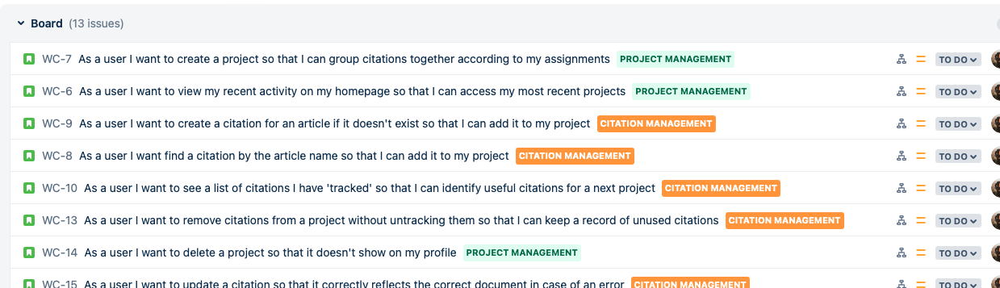 Board (13 issues)
WC-7 As a user I want to create a project so that I can group citations together according to my assignments PROJECT MANAGEMENT TO DO
WC-6 As a user I want to view my recent activity on my homepage so that I can access my most recent projects PROJECT MANAGEMENT TO DO
WC-9 As a user I want to create a citation for an article if it doesn't exist so that I can add it to my project CITATION MANAGEMENT TO DO
WC-8 As a user I want find a citation by the article name so that I can add it to my project CITATION MANAGEMENT TO DO
WC-10 As a user I want to see a list of citations I have 'tracked' so that I can identify useful citations for a next project CITATION MANAGEMENT TO DO
WC-13 As a user I want to remove citations from a project without untracking them so that I can keep a record of unused citations CITATION MANAGEMENT TO DO
WC-14 As a user I want to delete a project so that it doesn't show on my profile PROJECT MANAGEMENT TO DO
WC-15 As a user I want to update a citation so that it correctly reflects the correct document in case of an error CITATION MANAGEMENT TO DO